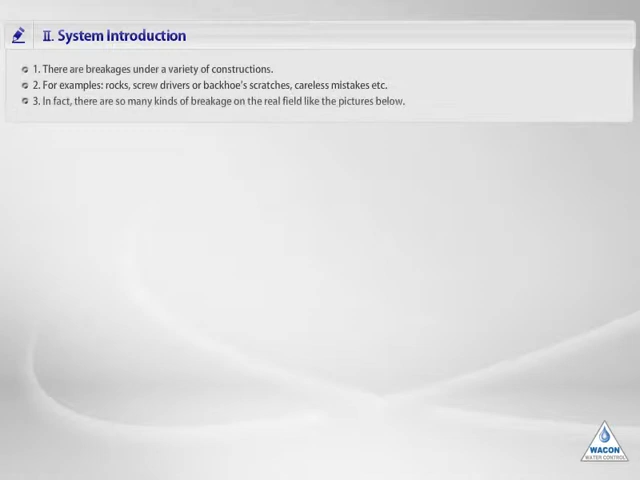 Ⅱ. System Introduction
1. There are breakages under a variety of constructions.
2. For examples: rocks, screw drivers or backhoe's scratches, careless mistakes etc.
3. In fact, there are so many kinds of breakage on the real field like the pictures below.
WACON
WATER CONTROL